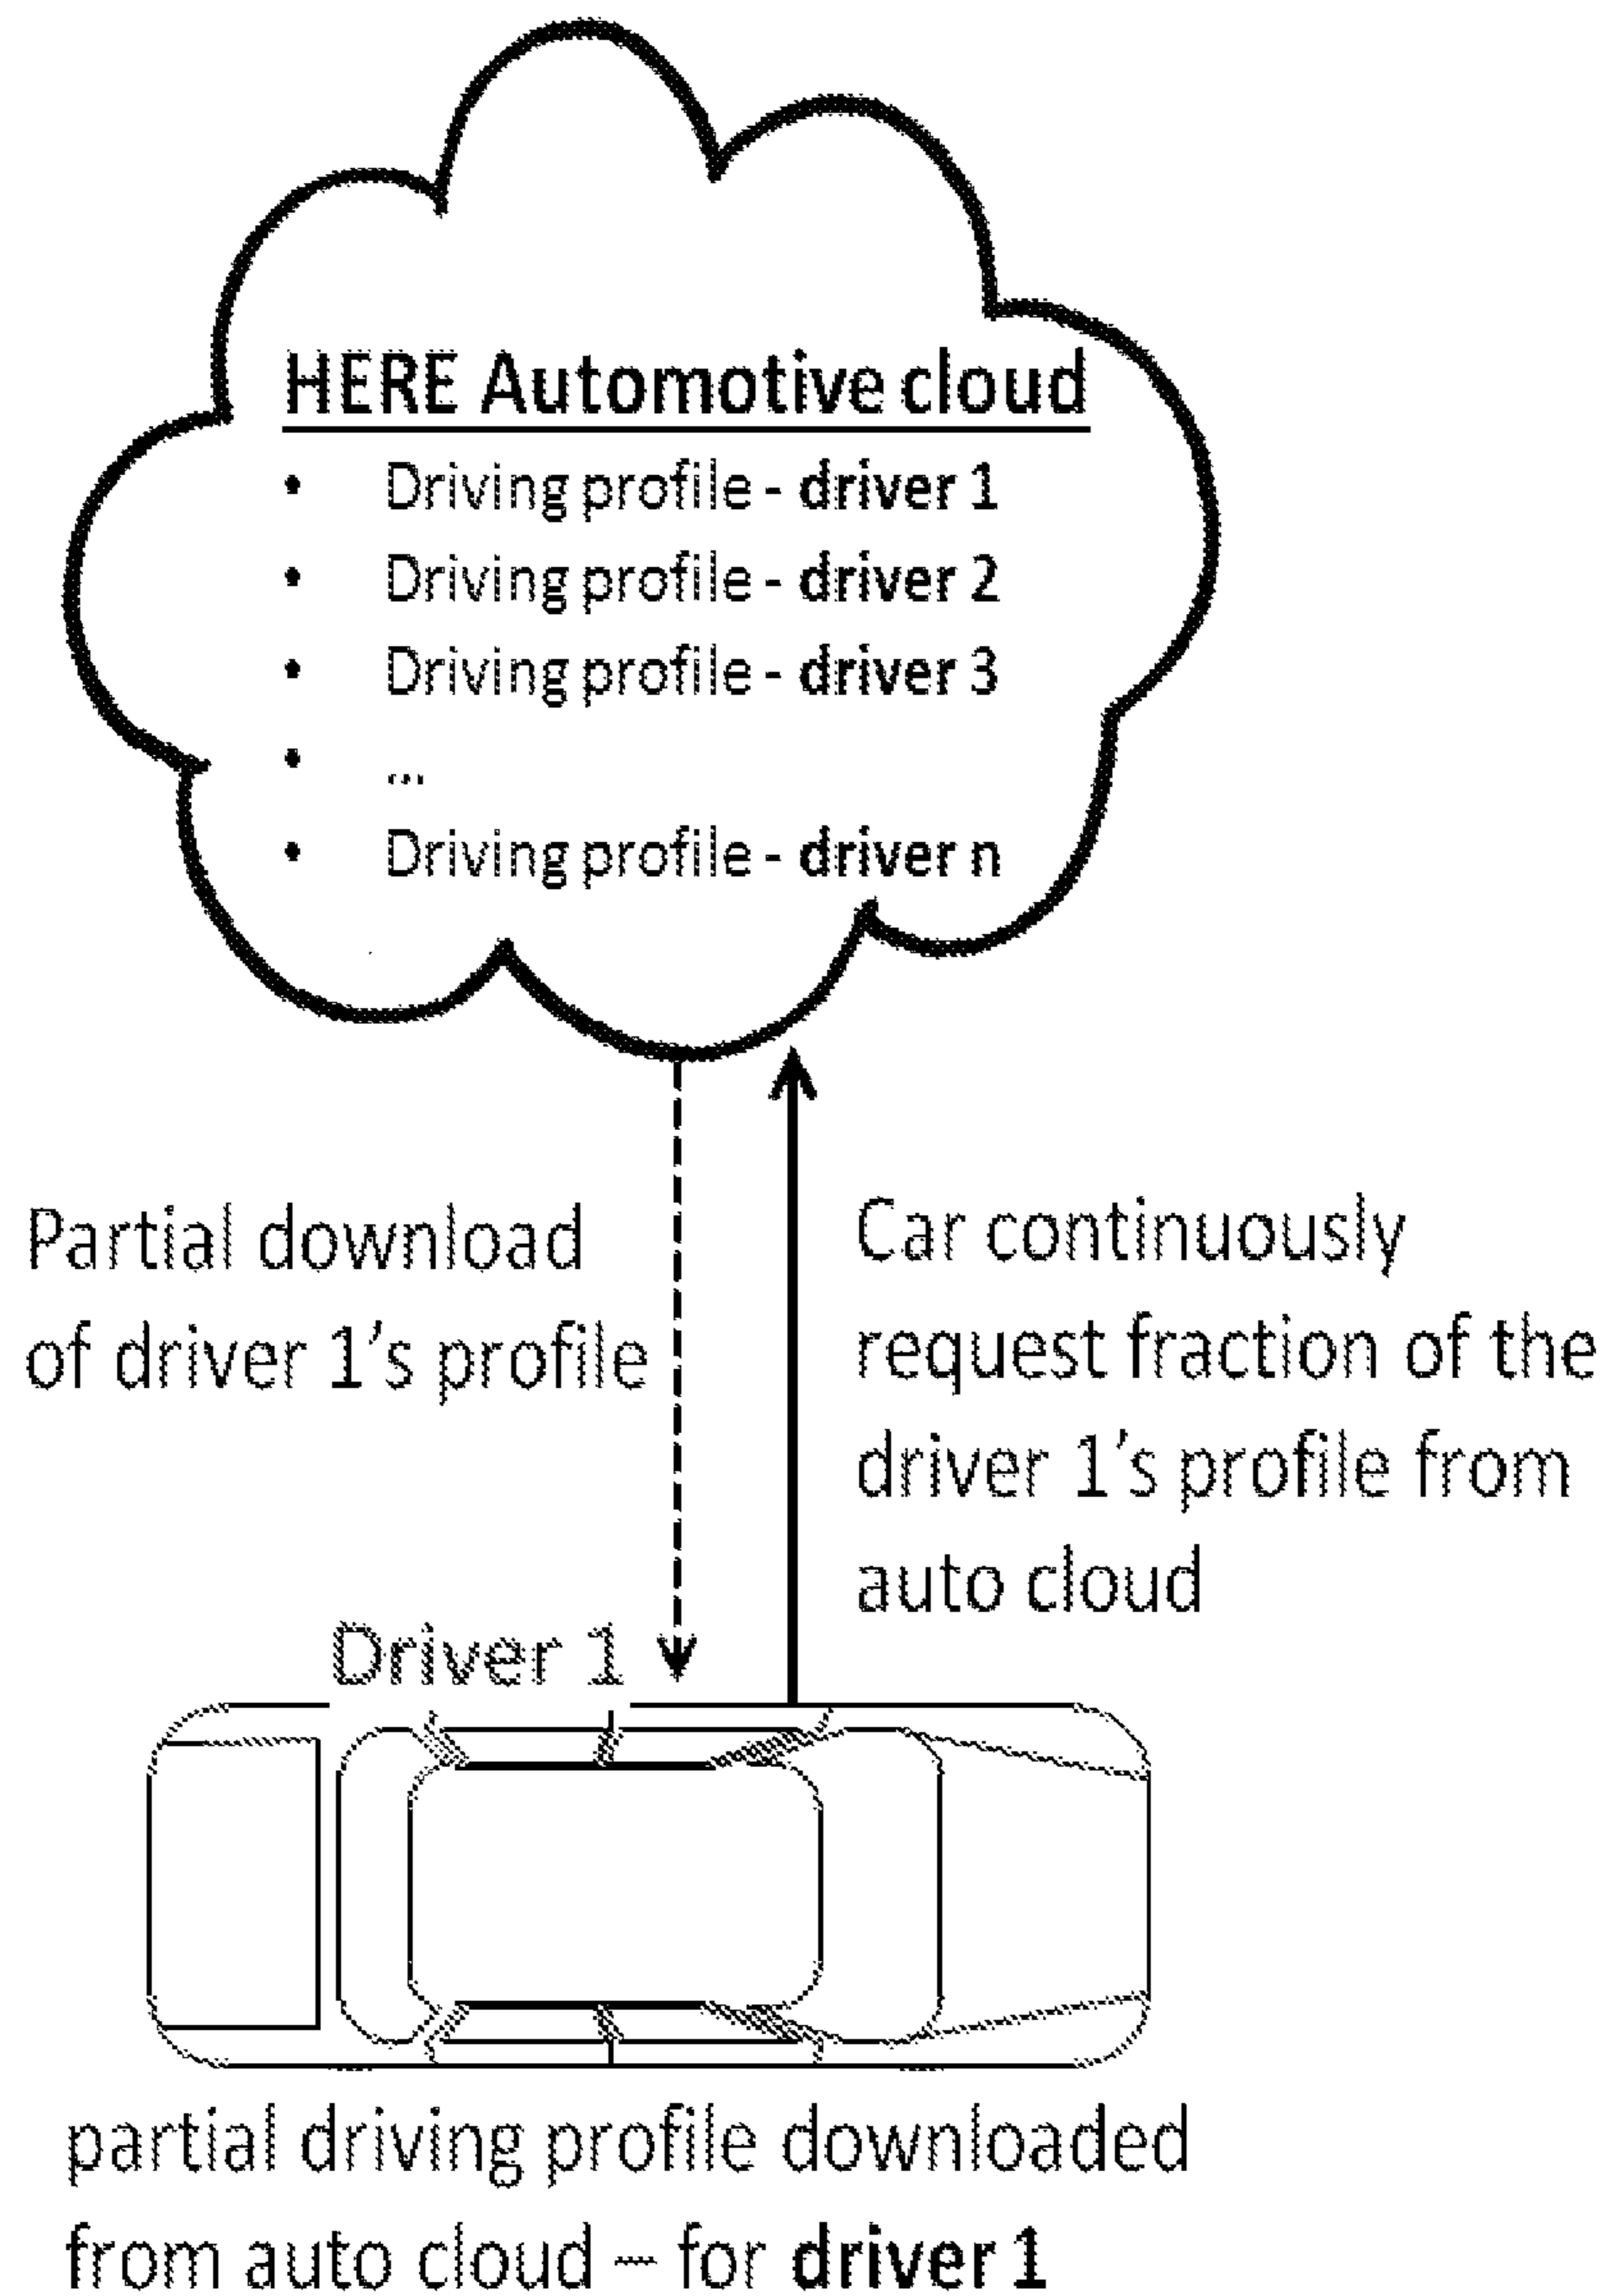 HERE Automotive cloud
• Driving profile - driver 1
• Driving profile - driver 2
• Driving profile - driver 3
• ...
• Driving profile - driver n
Partial download
of driver 1's profile
Car continuously
request fraction of the
driver 1's profile from
auto cloud
Driver 1
partial driving profile downloaded
from auto cloud – for driver 1